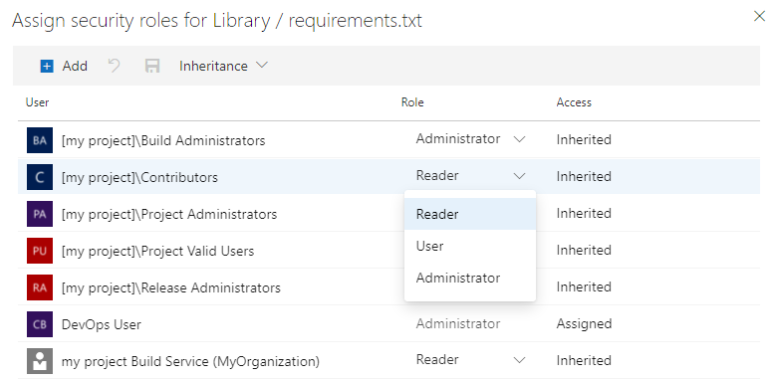 Assign security roles for Library / requirements.txt
Add Inheritance
User Role Access
BA [my project]\Build Administrators Administrator Inherited
C [my project]\Contributors Reader Inherited
PA [my project]\Project Administrators Reader Inherited
PU [my project]\Project Valid Users User Inherited
RA [my project]\Release Administrators Administrator Inherited
CB DevOps User Administrator Assigned
my project Build Service (MyOrganization) Reader Inherited